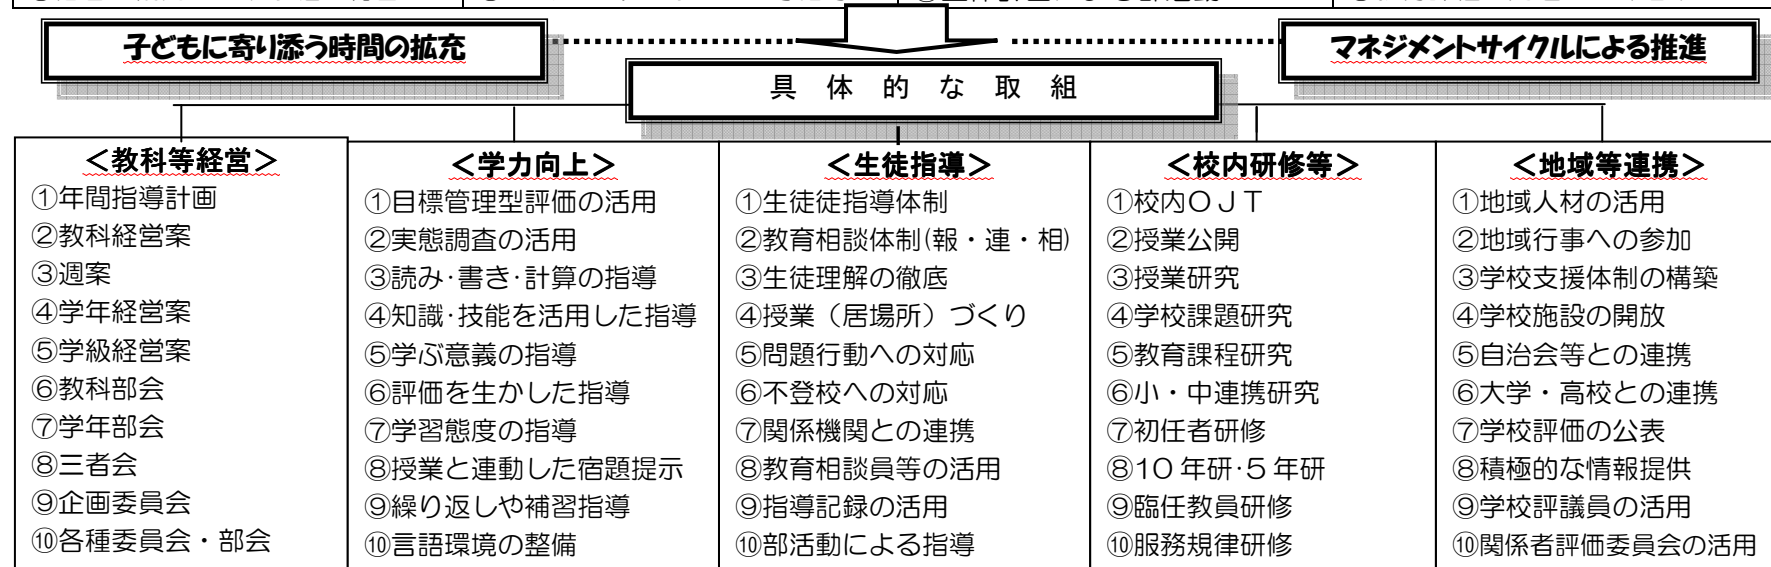 子どもに寄り添う時間の拡充
マネジメントサイクルによる推進
具体的な取組
＜教科等経営＞
①年間指導計画
②教科経営案
③週案
④学年経営案
⑤学級経営案
⑥教科部会
⑦学年部会
⑧三者会
⑨企画委員会
⑩各種委員会・部会
＜学力向上＞
①目標管理型評価の活用
②実態調査の活用
③読み・書き・計算の指導
④知識・技能を活用した指導
⑤学ぶ意義の指導
⑥評価を生かした指導
⑦学習態度の指導
⑧授業と連動した宿題提示
⑨繰り返しや補習指導
⑩言語環境の整備
＜生徒指導＞
①生徒徒指導体制
②教育相談体制(報・連・相)
③生徒理解の徹底
④授業（居場所）づくり
⑤問題行動への対応
⑥不登校への対応
⑦関係機関との連携
⑧教育相談員等の活用
⑨指導記録の活用
⑩部活動による指導
＜校内研修等＞
①校内ＯＪＴ
②授業公開
③授業研究
④学校課題研究
⑤教育課程研究
⑥小・中連携研究
⑦初任者研修
⑧10年研・5年研
⑨臨任教員研修
⑩服務規律研修
＜地域等連携＞
①地域人材の活用
②地域行事への参加
③学校支援体制の構築
④学校施設の開放
⑤自治会等との連携
⑥大学・高校との連携
⑦学校評価の公表
⑧積極的な情報提供
⑨学校評議員の活用
⑩関係者評価委員会の活用